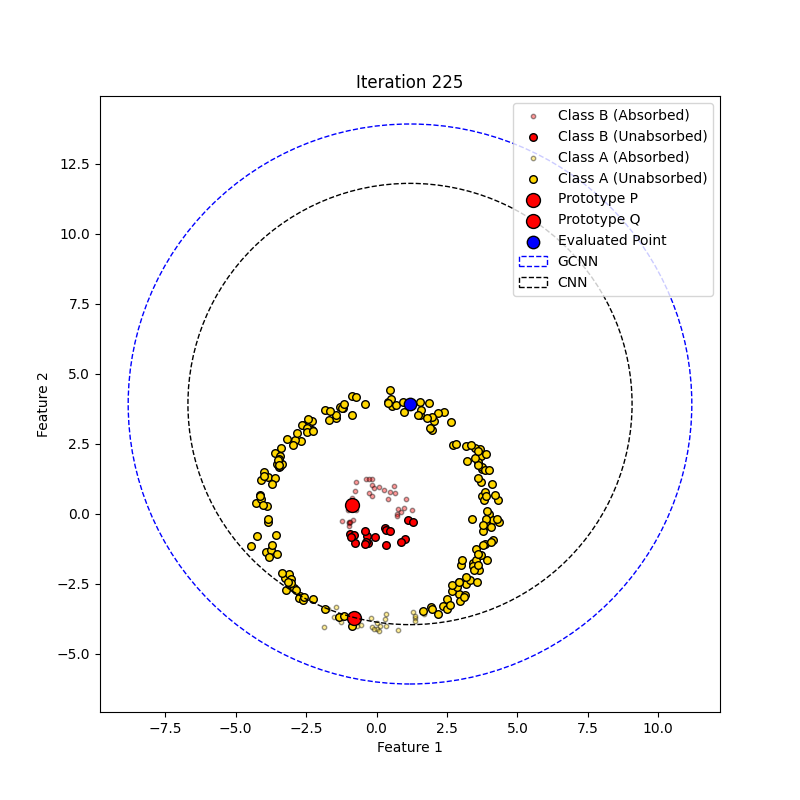 Iteration 225
Class B (Absorbed)
Class B (Unabsorbed)
Class A (Absorbed)
Class A (Unabsorbed)
Prototype P
Prototype Q
Evaluated Point
GCNN
CNN
12.5
10.0
7.5
5.0
2.5
0.0
−2.5
−5.0
Feature 2
−7.5 −5.0 −2.5 0.0 2.5 5.0 7.5 10.0
Feature 1